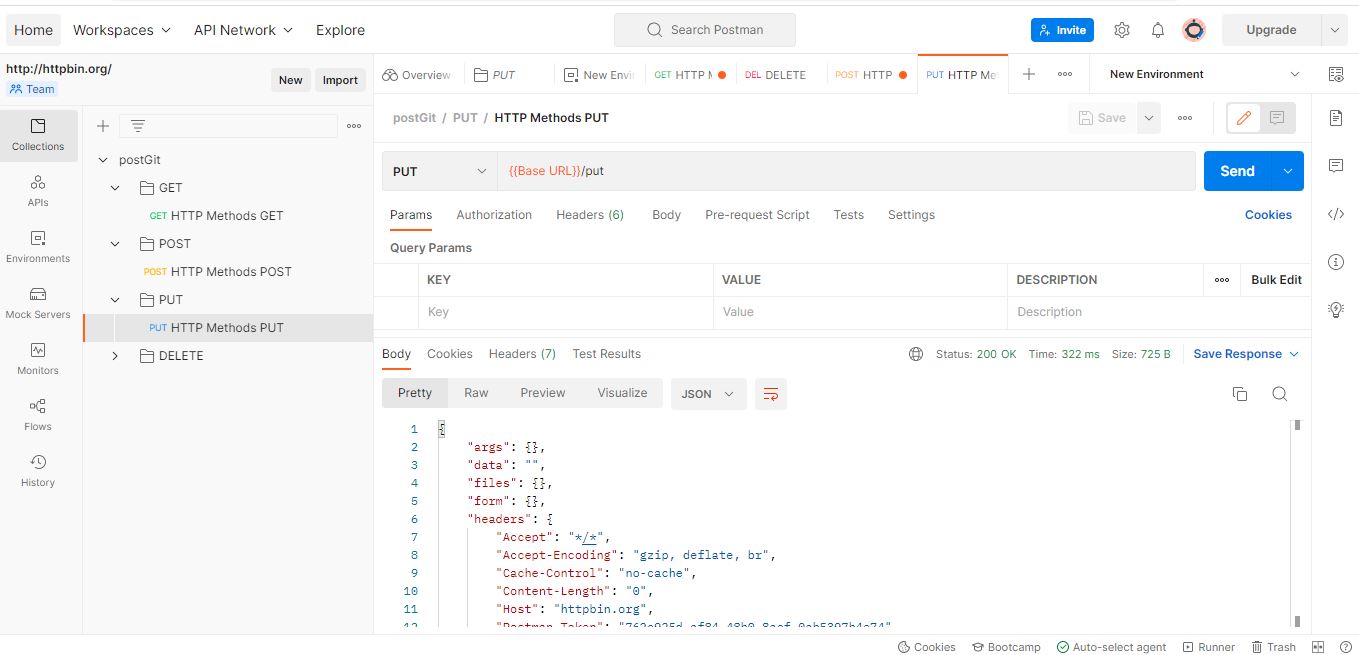 Home Workspaces API Network Explore Search Postman Invite Upgrade
http://httpbin.org/ New Import
Team
Overview PUT New Envi GET HTTP M DEL DELETE POST HTTP PUT HTTP Me New Environment
postGit / PUT / HTTP Methods PUT Save
Collections
APIs
Environments
Mock Servers
Monitors
Flows
History
postGit
GET
GET HTTP Methods GET
POST
POST HTTP Methods POST
PUT
PUT HTTP Methods PUT
DELETE
PUT {{Base URL}}/put Send
Params Authorization Headers (6) Body Pre-request Script Tests Settings Cookies
Query Params
KEY VALUE DESCRIPTION Bulk Edit
Key Value Description
Body Cookies Headers (7) Test Results Status: 200 OK Time: 322 ms Size: 725 B Save Response
Pretty Raw Preview Visualize JSON
1 {
2 "args": {},
3 "data": "",
4 "files": {},
5 "form": {},
6 "headers": {
7 "Accept": "*/*",
8 "Accept-Encoding": "gzip, deflate, br",
9 "Cache-Control": "no-cache",
10 "Content-Length": "0",
11 "Host": "httpbin.org",
12 "Postman-Token":
Cookies Bootcamp Auto-select agent Runner Trash